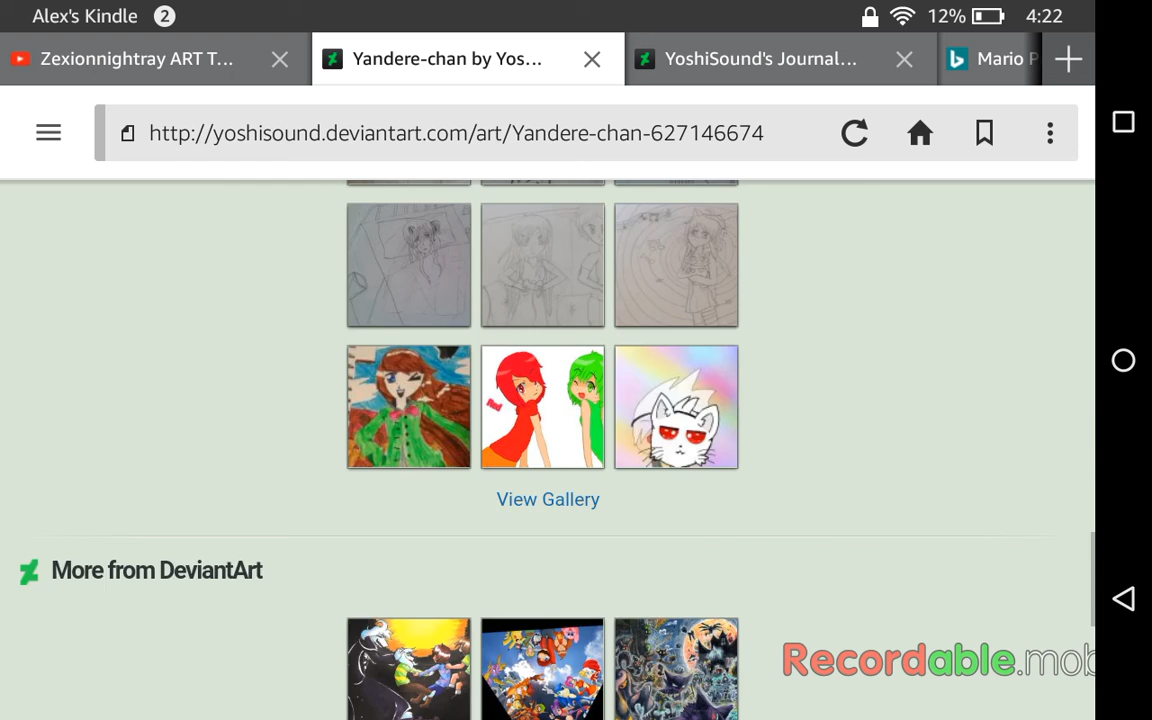 Alex's Kindle 2 12% 4:22
Zexionnightray ART T... Yandere-chan by Yos... YoshiSound's Journal... Mario P
http://yoshisound.deviantart.com/art/Yandere-chan-627146674
View Gallery
More from DeviantArt
Recordable.mob